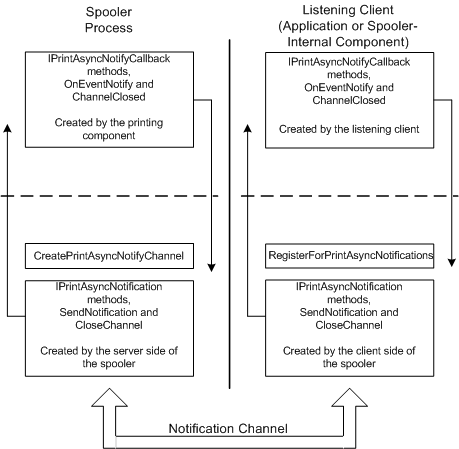 Spooler
Process
IPrintAsyncNotifyCallback
methods,
OnEventNotify and
ChannelClosed
Created by the printing
component
CreatePrintAsyncNotifyChannel
IPrintAsyncNotification
methods,
SendNotification and
CloseChannel
Created by the server side of
the spooler
Listening Client
(Application or Spooler-
Internal Component)
IPrintAsyncNotifyCallback
methods,
OnEventNotify and
ChannelClosed
Created by the listening client
RegisterForPrintAsyncNotifications
IPrintAsyncNotification
methods,
SendNotification and
CloseChannel
Created by the client side of
the spooler
Notification Channel